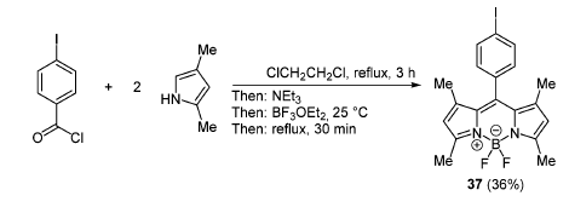 I
I
Me
ClCH₂CH₂Cl, reflux, 3 h
+ 2
HN
Then: NEt₃
Then: BF₃OEt₂, 25 °C
Then: reflux, 30 min
Me
Me
O
Cl
Me
N
⊕
B
⊖
N
Me
F
F
Me
37 (36%)